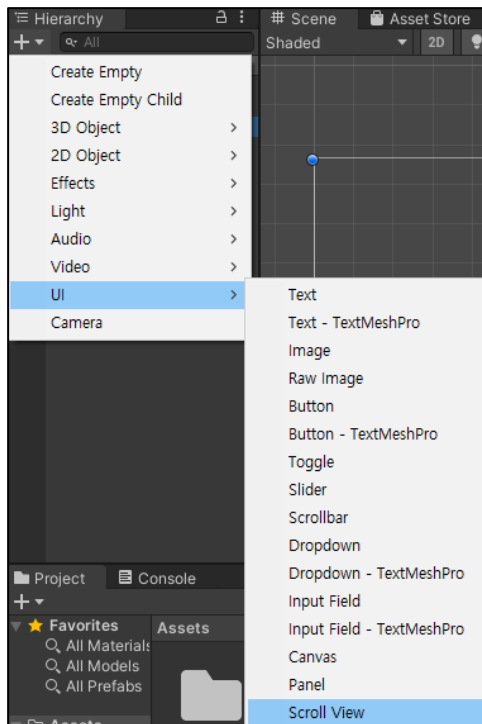 Hierarchy
# Scene
Asset Store
All
Shaded
2D
Create Empty
Create Empty Child
3D Object
2D Object
Effects
Light
Audio
Video
UI
Camera
Text
Text - TextMeshPro
Image
Raw Image
Button
Button - TextMeshPro
Toggle
Slider
Scrollbar
Dropdown
Dropdown - TextMeshPro
Input Field
Input Field - TextMeshPro
Canvas
Panel
Scroll View
Project
Console
Favorites
Assets
All Materials
All Models
All Prefabs
Assets